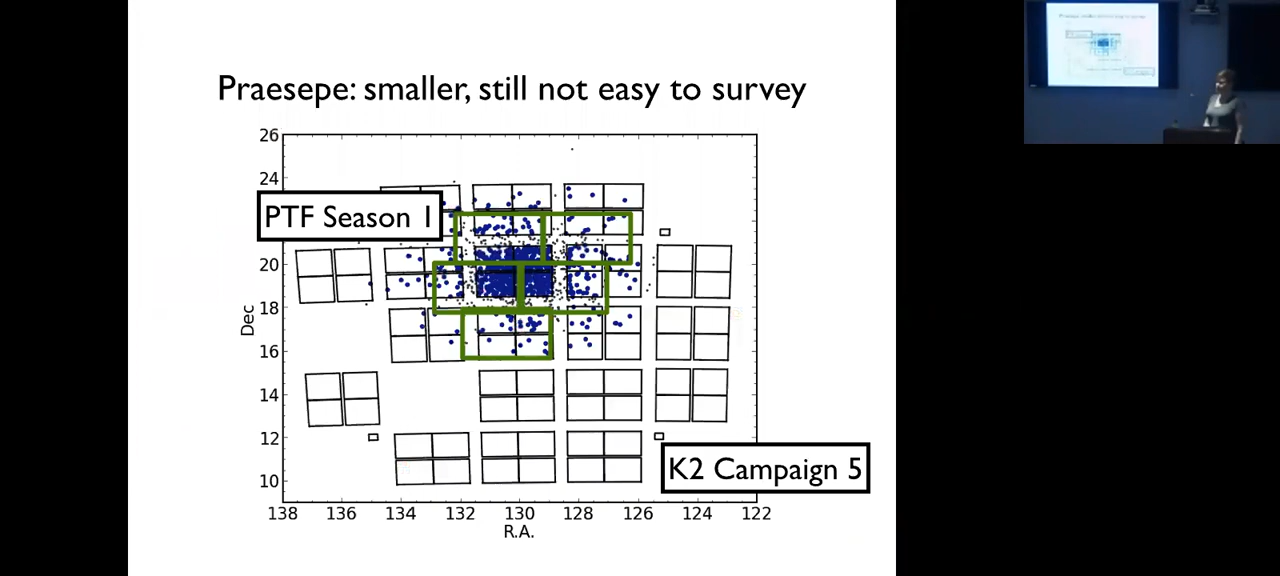 Praesepe: smaller, still not easy to survey
26
24
PTF Season 1
20
18
Dec
16
14
12
10
K2 Campaign 5
138 136 134 132 130 128 126 124 122
R.A.